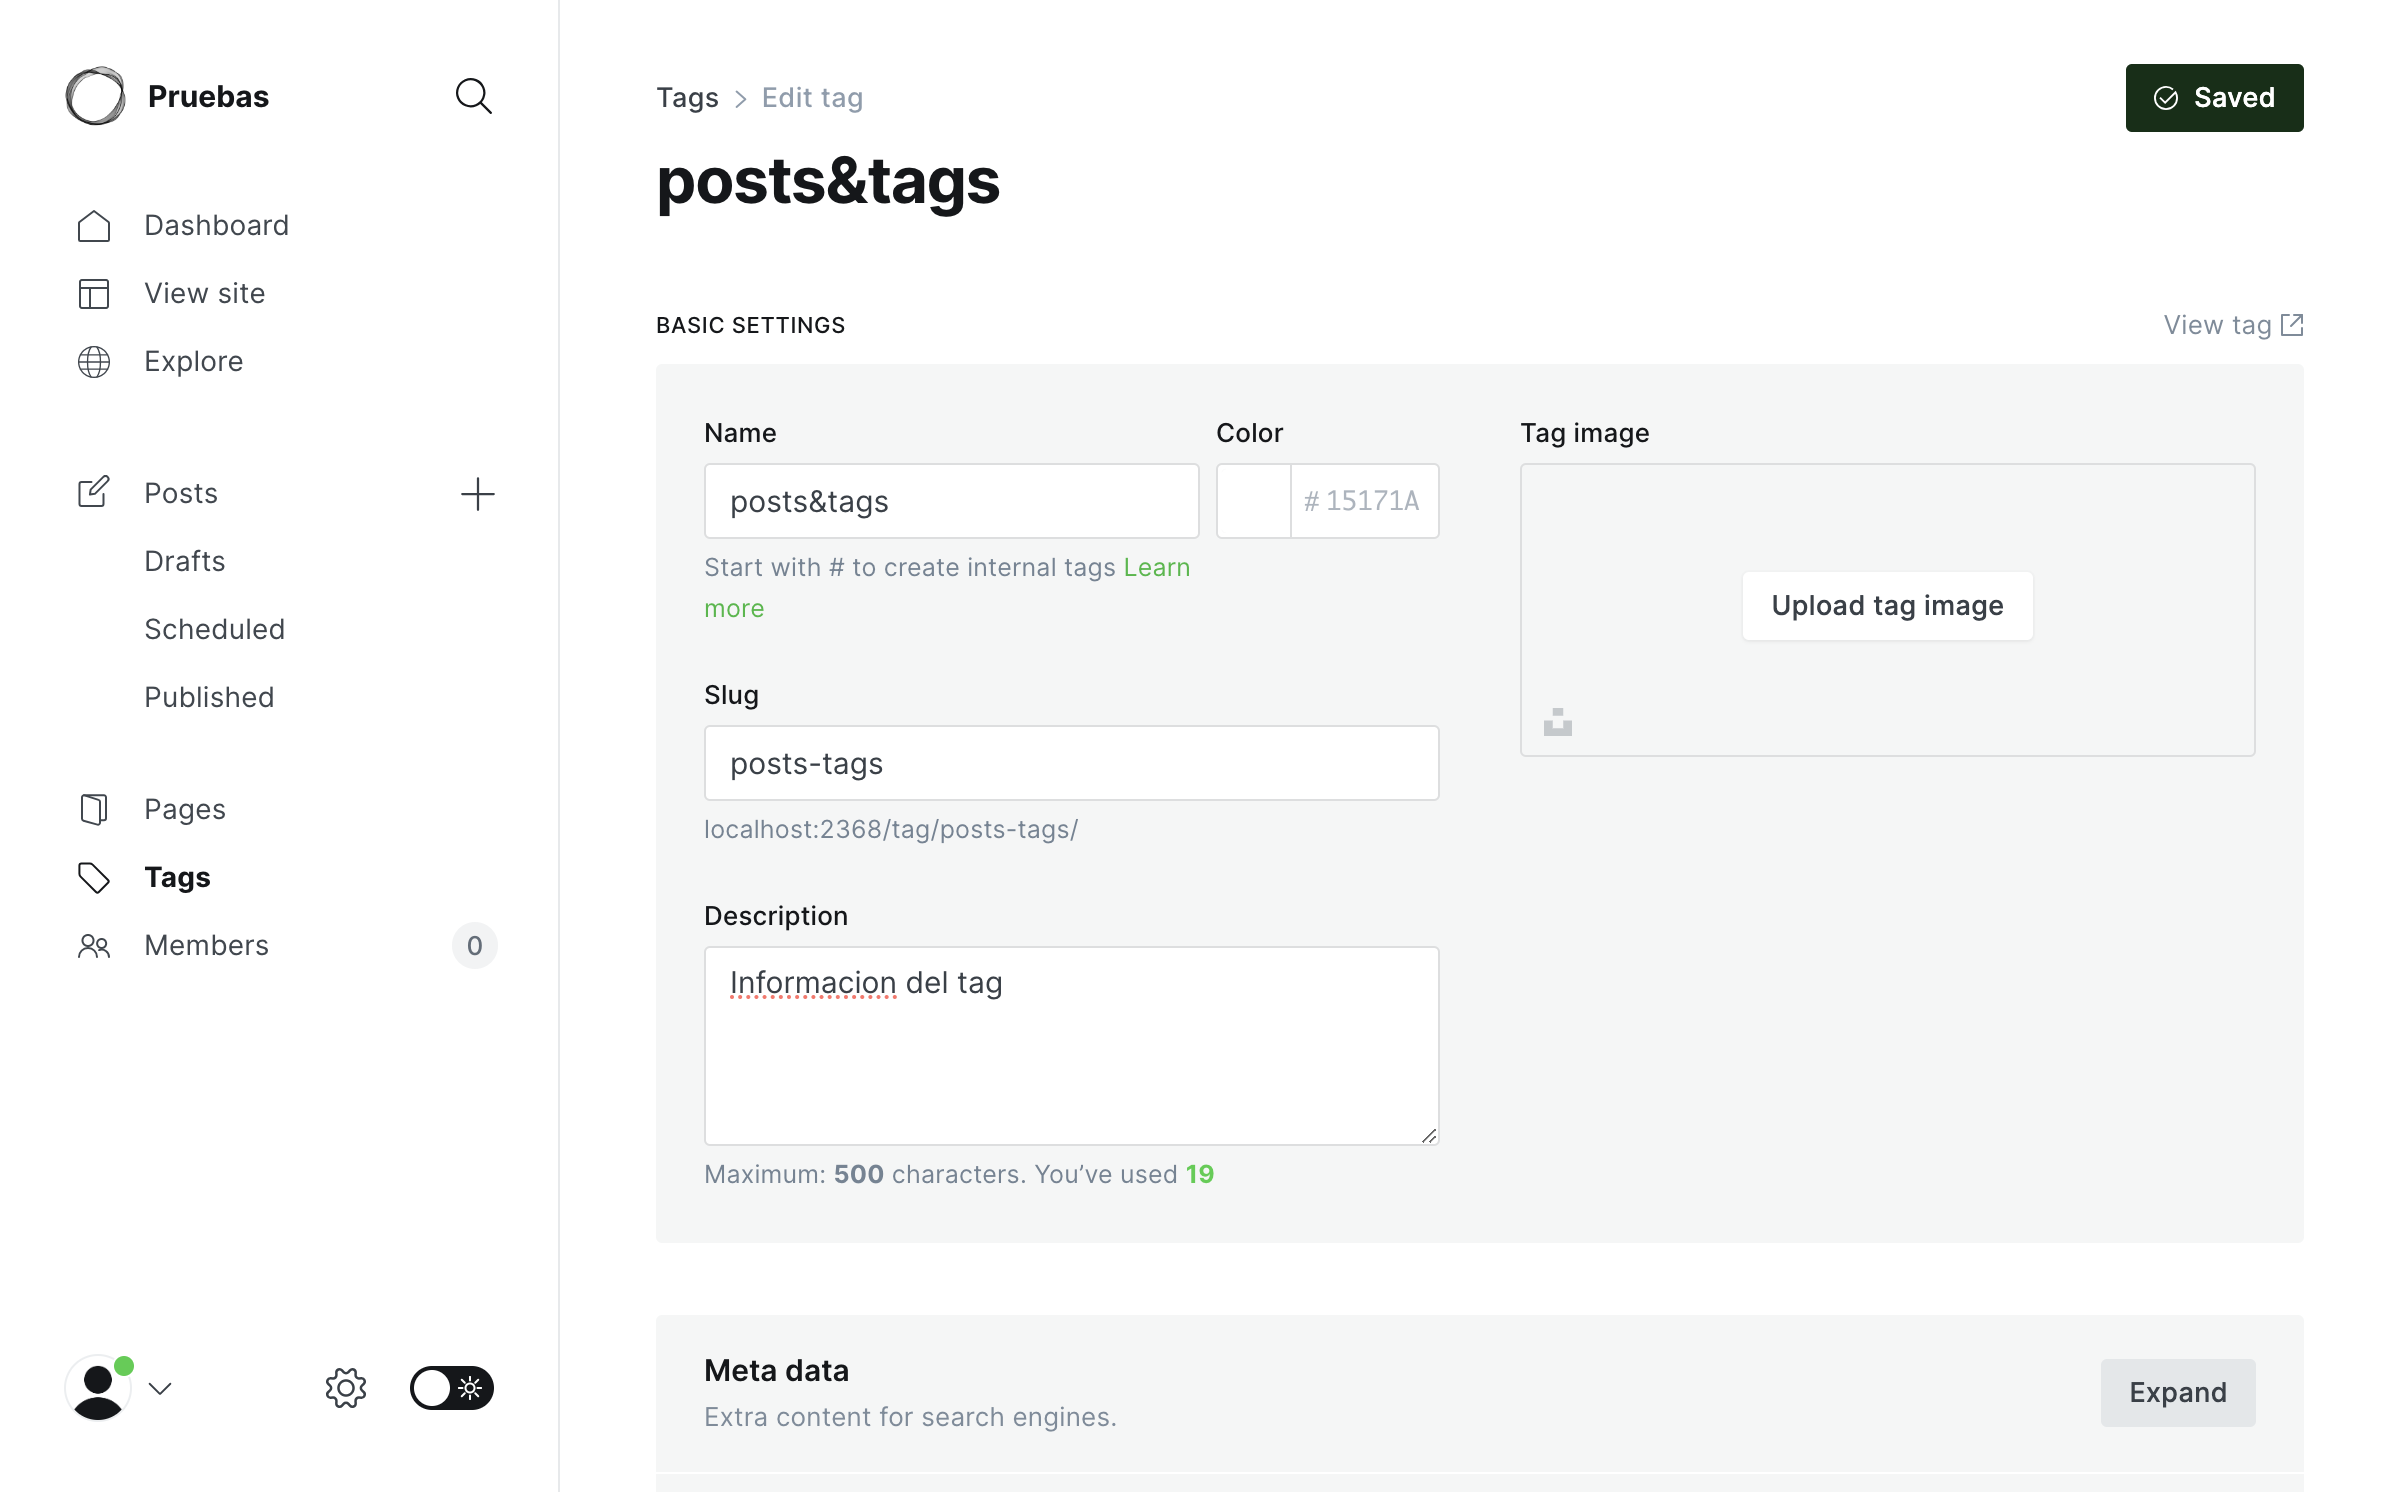 Pruebas
Dashboard
View site
Explore
Posts
Drafts
Scheduled
Published
Pages
Tags
Members
0
Tags > Edit tag
Saved
posts&tags
BASIC SETTINGS
View tag
Name
posts&tags
Start with # to create internal tags Learn
more
Color
# 15171A
Slug
posts-tags
localhost:2368/tag/posts-tags/
Description
Informacion del tag
Maximum: 500 characters. You’ve used 19
Tag image
Upload tag image
Meta data
Extra content for search engines.
Expand